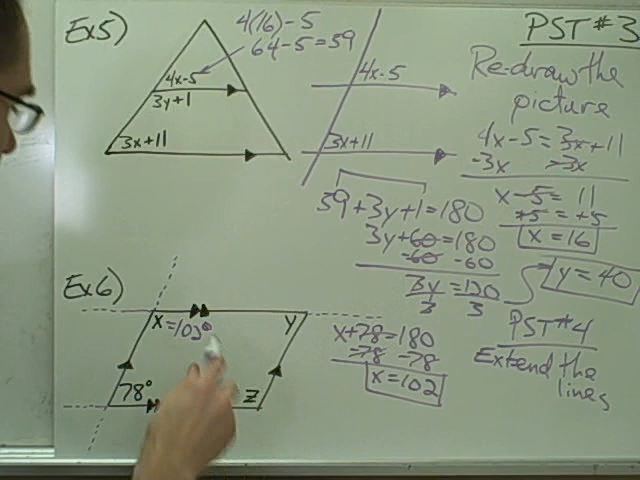 Ex5)
4(16)-5
64-5=59
4x-5
3y+1
3x+11
4x-5
3x+11
PST #3
Re-draw the
picture
4x-5=3x+11
-3x -3x
x-5= 11
+5 = +5
x=16
59+3y+1=180
3y+60=180
-60 -60
3y=120
3 3
y=40
Ex6)
x=102°
y
78°
z
x+78=180
-78 -78
x=102
PST#4
Extend the
lines